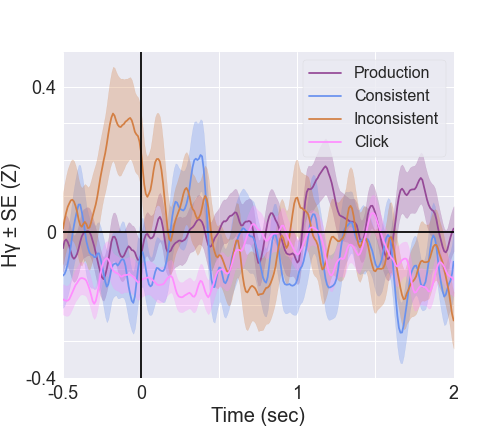 Production
Consistent
Inconsistent
Click
0.4
0
-0.4
Hγ ± SE (Z)
-0.5
0
1
2
Time (sec)